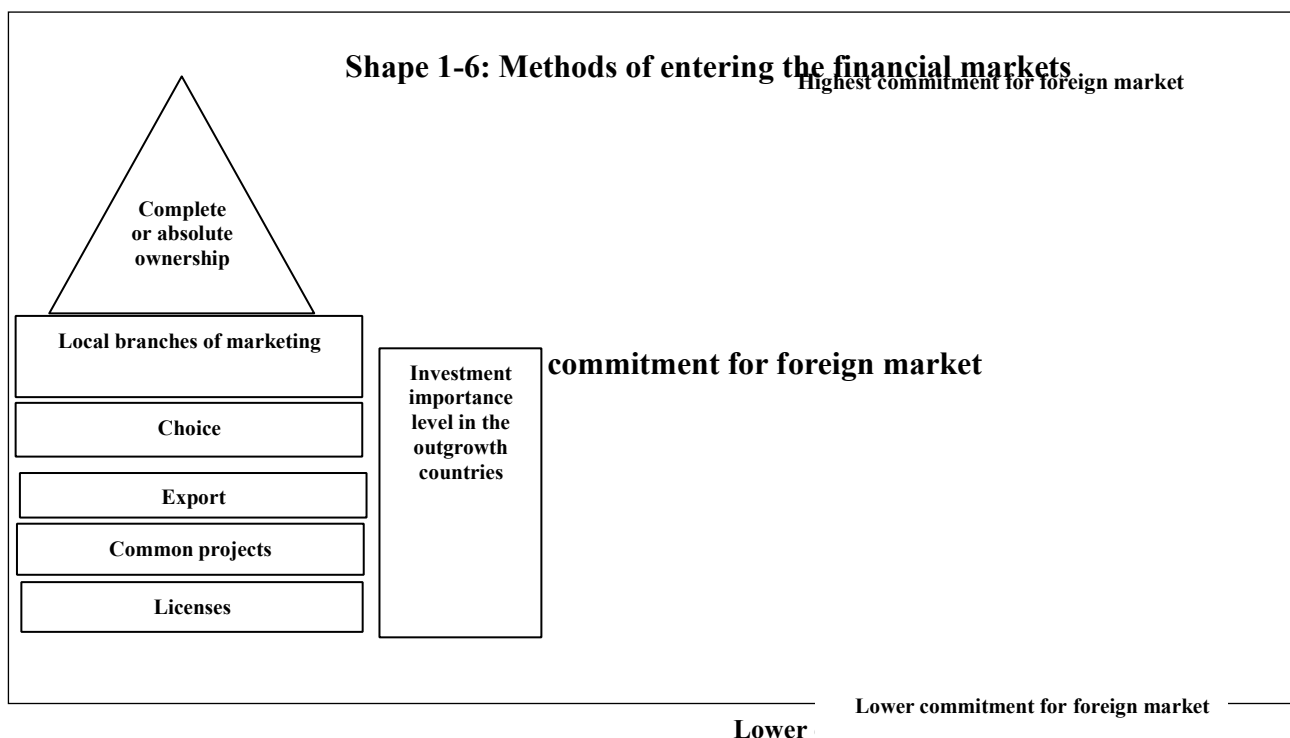 Shape 1-6: Methods of entering the financial markets
Highest commitment for foreign market
Complete
or absolute
ownership
Local branches of marketing
Choice
Export
Common projects
Licenses
Investment
importance
level in the
outgrowth
countries
commitment for foreign market
Lower commitment for foreign market
Lower